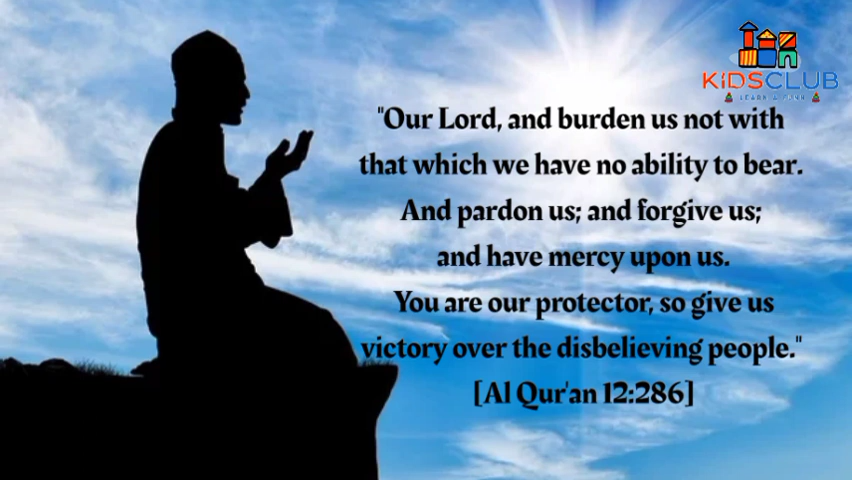 KiDSCLUB
"Our Lord, and burden us not with
that which we have no ability to bear.
And pardon us; and forgive us;
and have mercy upon us.
You are our protector, so give us
victory over the disbelieving people."
[Al Qur'an 12:286]